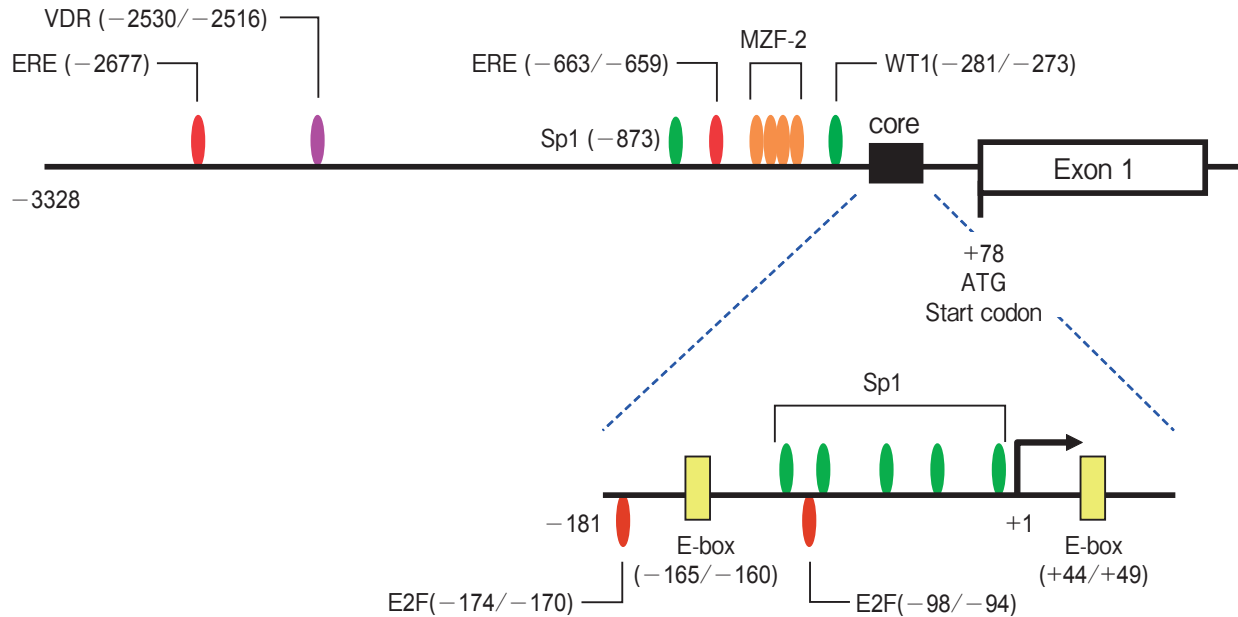 VDR (−2530/−2516)
ERE (−2677)
ERE (−663/−659)
MZF-2
WT1(−281/−273)
Sp1 (−873)
core
Exon 1
−3328
+78
ATG
Start codon
Sp1
−181
+1
E-box
(−165/−160)
E-box
(+44/+49)
E2F(−174/−170)
E2F(−98/−94)